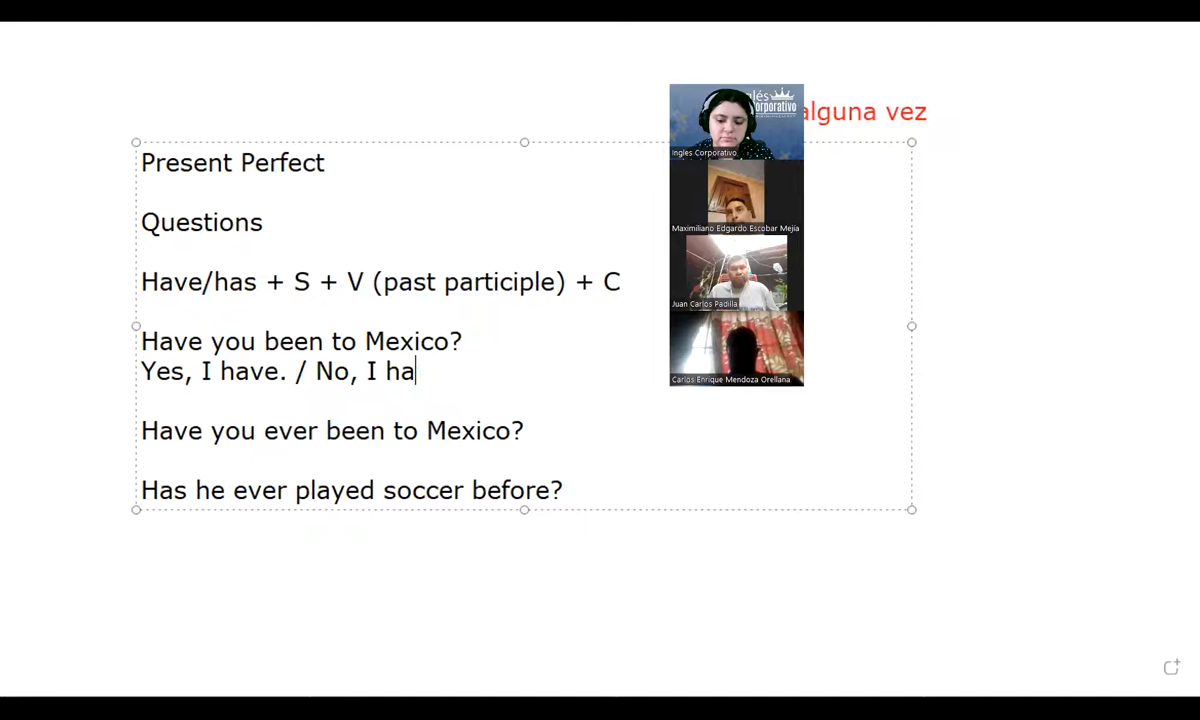 alguna vez
Present Perfect
Questions
Have/has + S + V (past participle) + C
Have you been to Mexico?
Yes, I have. / No, I ha
Have you ever been to Mexico?
Has he ever played soccer before?
Ingles Corporativo
Maximiliano Edgardo Escobar Mejía
Juan Carlos Padilla
Carlos Enrique Mendoza Orellana